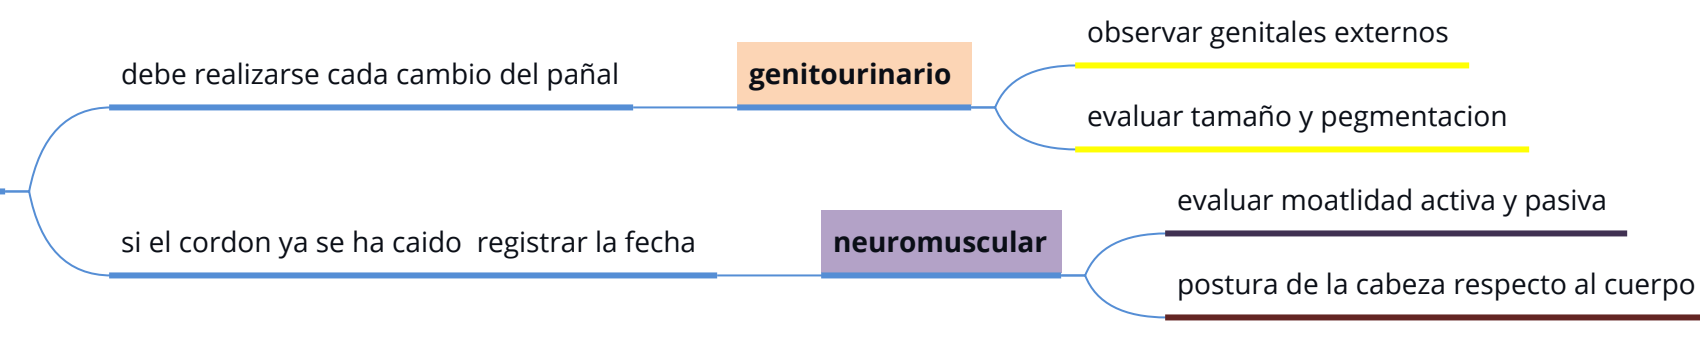 observar genitales externos
debe realizarse cada cambio del pañal
genitourinario
evaluar tamaño y pegmentacion
evaluar moatlidad activa y pasiva
si el cordon ya se ha caido  registrar la fecha
neuromuscular
postura de la cabeza respecto al cuerpo